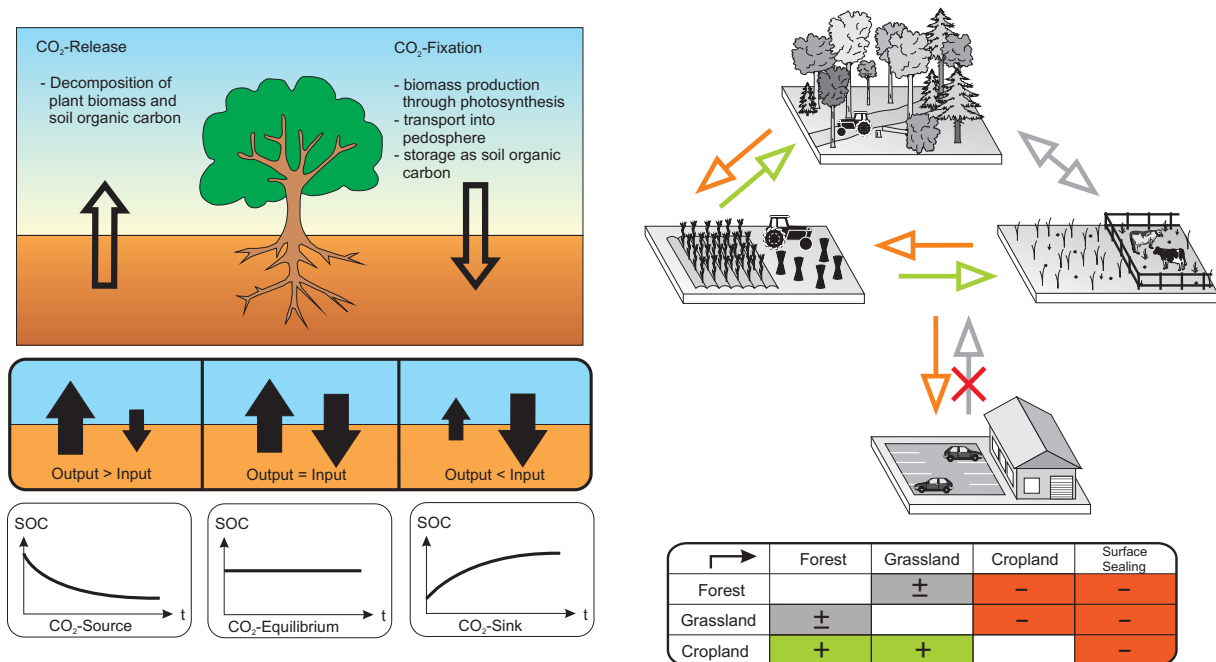 CO₂-Release
- Decomposition of
plant biomass and
soil organic carbon
CO₂-Fixation
- biomass production
through photosynthesis
- transport into
pedosphere
- storage as soil organic
carbon
Output > Input
Output = Input
Output < Input
SOC
t
CO₂-Source
SOC
t
CO₂-Equilibrium
SOC
t
CO₂-Sink
Forest Grassland Cropland Surface
Sealing
Forest ± – –
Grassland ± – –
Cropland + + –